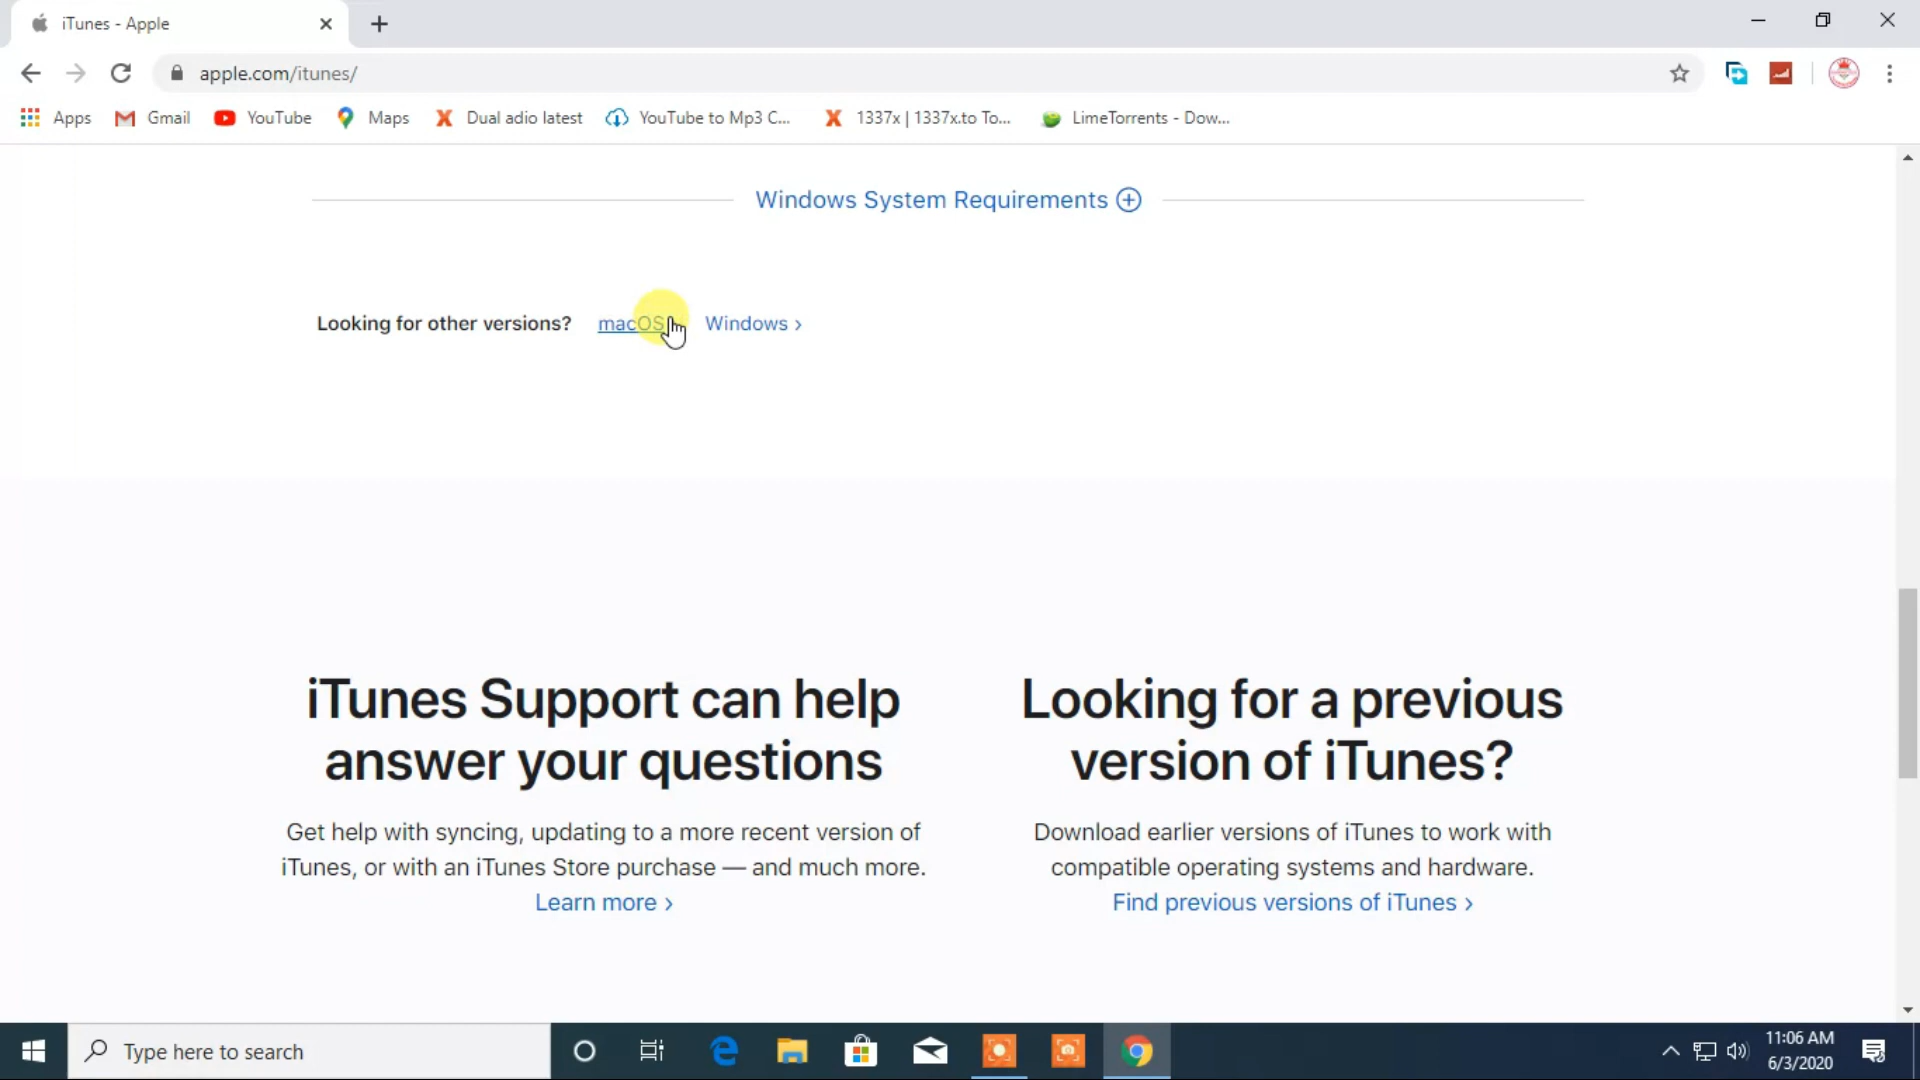 iTunes - Apple
apple.com/itunes/
Apps Gmail YouTube Maps Dual adio latest YouTube to Mp3 C... 1337x | 1337x.to To... LimeTorrents - Dow...
Windows System Requirements
Looking for other versions? macOS Windows ›
iTunes Support can help
answer your questions
Get help with syncing, updating to a more recent version of
iTunes, or with an iTunes Store purchase — and much more.
Learn more ›
Looking for a previous
version of iTunes?
Download earlier versions of iTunes to work with
compatible operating systems and hardware.
Find previous versions of iTunes ›
Type here to search
11:06 AM
6/3/2020